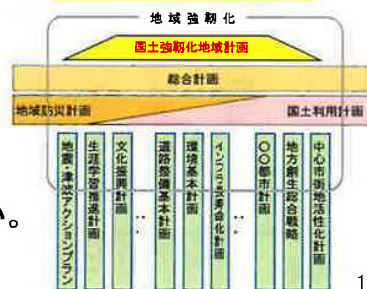 地域強靭化
国土強靭化地域計画
総合計画
地域防災計画
国土利用計画
地震・津波アクションプラン
生涯学習推進計画
文化振興計画
‥
道路整備基本計画
環境基本計画
インフラ長寿命化計画
‥
〇〇都市計画
地方創生総合戦略
中心市街地活性化計画
い。
1